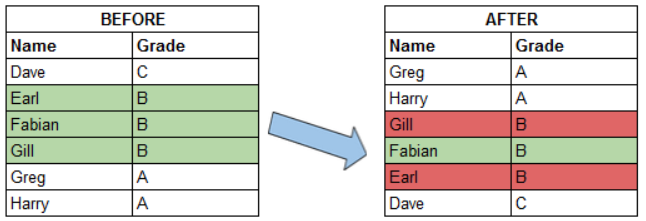 BEFORE
Name Grade
Dave C
Earl B
Fabian B
Gill B
Greg A
Harry A
AFTER
Name Grade
Greg A
Harry A
Gill B
Fabian B
Earl B
Dave C